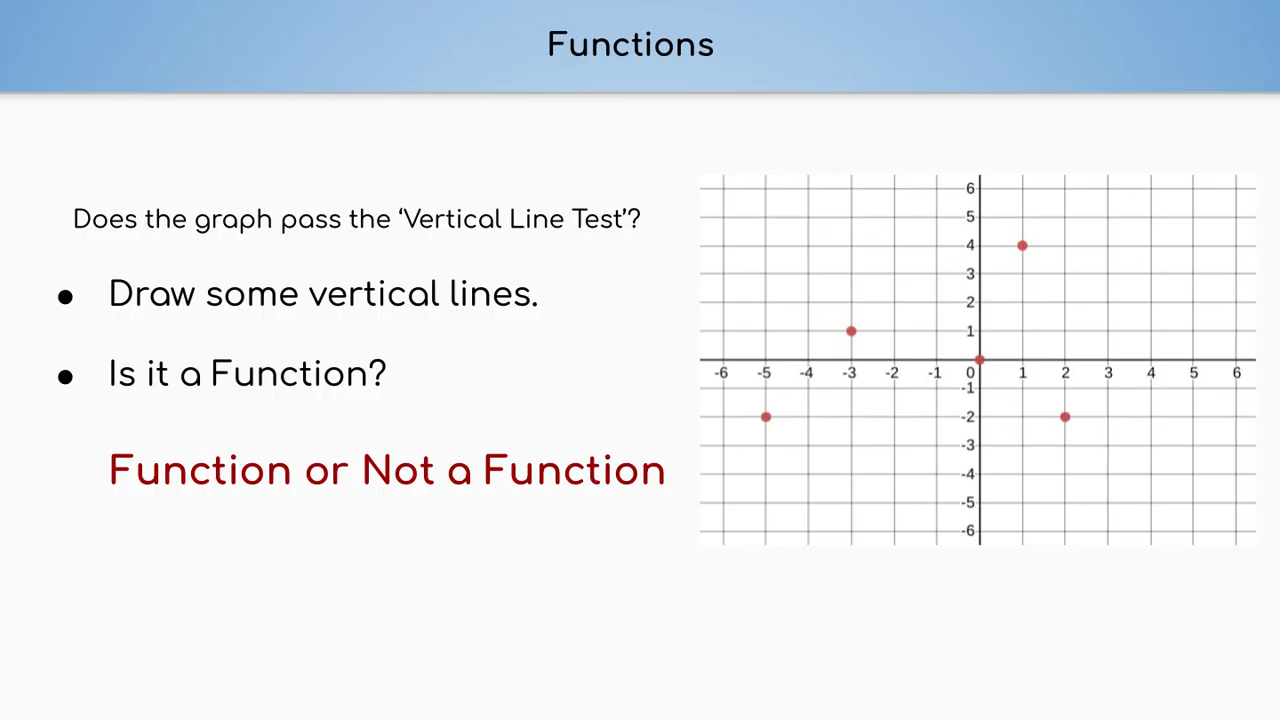 Functions
Does the graph pass the ‘Vertical Line Test’?
● Draw some vertical lines.
● Is it a Function?
Function or Not a Function
6
5
4
3
2
1
-6 -5 -4 -3 -2 -1 0 1 2 3 4 5 6
-1
-2
-3
-4
-5
-6